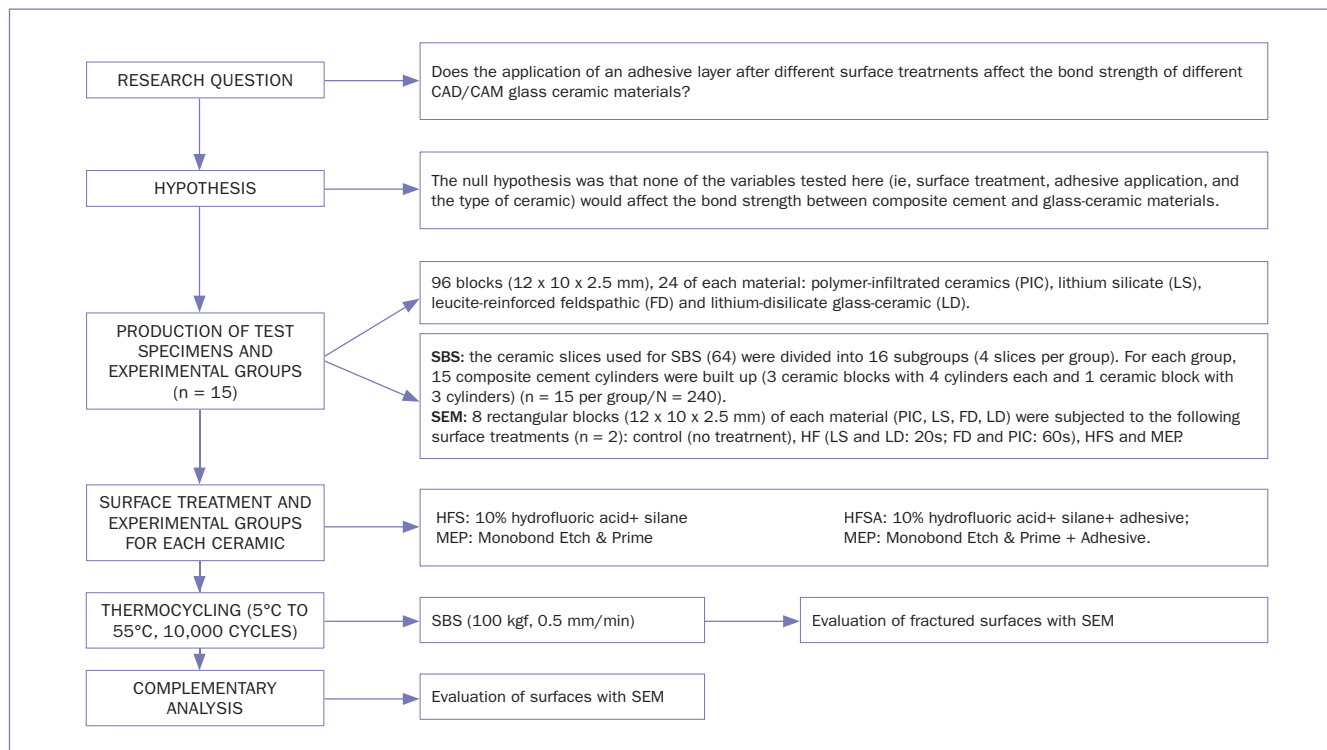 RESEARCH QUESTION
Does the application of an adhesive layer after different surface treatrnents affect the bond strength of different
CAD/CAM glass ceramic materials?
HYPOTHESIS
The null hypothesis was that none of the variables tested here (ie, surface treatment, adhesive application, and
the type of ceramic) would affect the bond strength between composite cement and glass-ceramic materials.
PRODUCTION OF TEST
SPECIMENS AND
EXPERIMENTAL GROUPS
(n = 15)
96 blocks (12 x 10 x 2.5 mm), 24 of each material: polymer-infiltrated ceramics (PIC), lithium silicate (LS),
leucite-reinforced feldspathic (FD) and lithium-disilicate glass-ceramic (LD).
SBS: the ceramic slices used for SBS (64) were divided into 16 subgroups (4 slices per group). For each group,
15 composite cement cylinders were built up (3 ceramic blocks with 4 cylinders each and 1 ceramic block with
3 cylinders) (n = 15 per group/N = 240).
SEM: 8 rectangular blocks (12 x 10 x 2.5 mm) of each material (PIC, LS, FD, LD) were subjected to the following
surface treatments (n = 2): control (no treatrnent), HF (LS and LD: 20s; FD and PIC: 60s), HFS and MEP.
SURFACE TREATMENT AND
EXPERIMENTAL GROUPS
FOR EACH CERAMIC
HFS: 10% hydrofluoric acid+ silane
MEP: Monobond Etch & Prime
HFSA: 10% hydrofluoric acid+ silane+ adhesive;
MEP: Monobond Etch & Prime + Adhesive.
THERMOCYCLING (5°C TO
55°C, 10,000 CYCLES)
SBS (100 kgf, 0.5 mm/min)
Evaluation of fractured surfaces with SEM
COMPLEMENTARY
ANALYSIS
Evaluation of surfaces with SEM